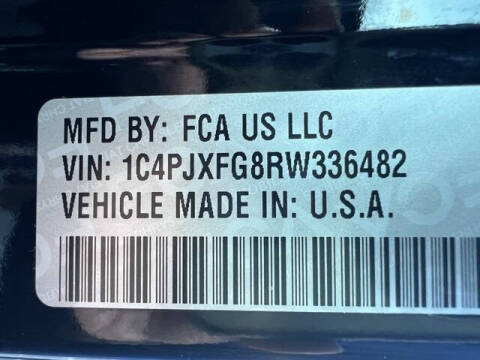 MFD BY: FCA US LLC
VIN: 1C4PJXFG8RW336482
VEHICLE MADE IN: U.S.A.